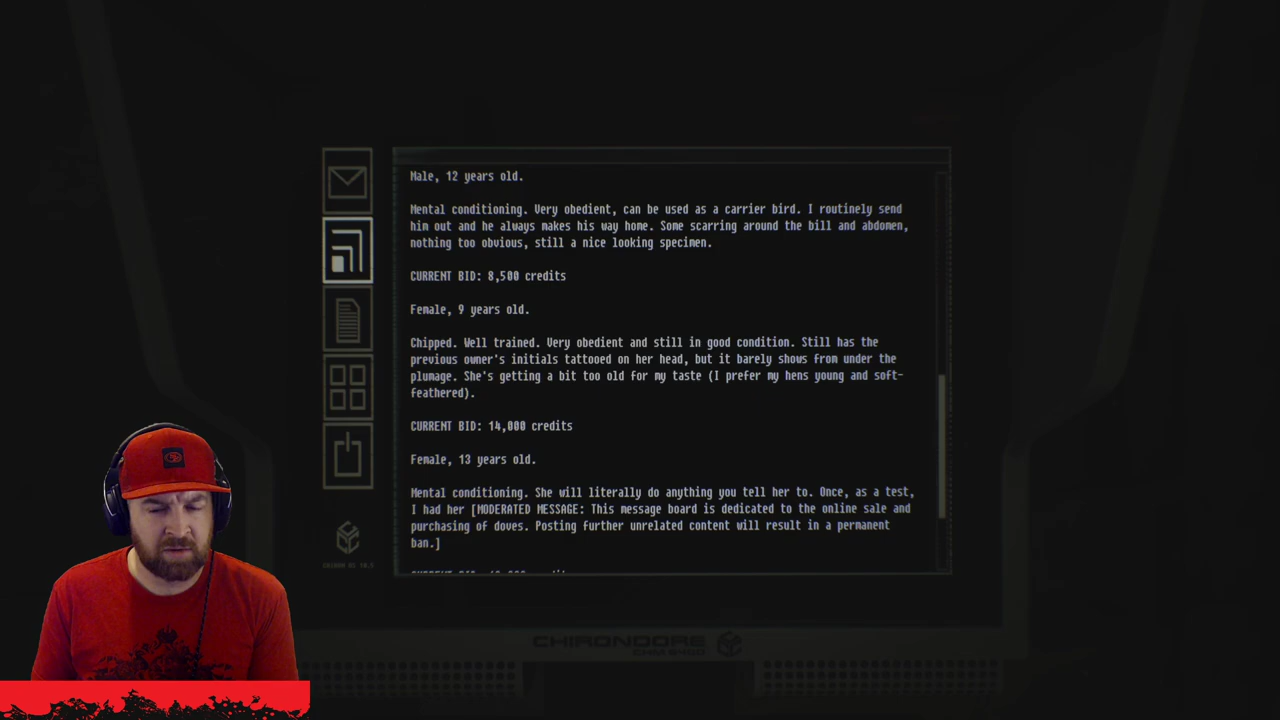 Male, 12 years old.
Mental conditioning. Very obedient, can be used as a carrier bird. I routinely send
him out and he always makes his way home. Some scarring around the bill and abdomen,
nothing too obvious, still a nice looking specimen.
CURRENT BID: 8,500 credits
Female, 9 years old.
Chipped. Well trained. Very obedient and still in good condition. Still has the
previous owner's initials tattooed on her head, but it barely shows from under the
plumage. She's getting a bit too old for my taste (I prefer my hens young and soft-
feathered).
CURRENT BID: 14,000 credits
Female, 13 years old.
Mental conditioning. She will literally do anything you tell her to. Once, as a test,
I had her [MODERATED MESSAGE: This message board is dedicated to the online sale and
purchasing of doves. Posting further unrelated content will result in a permanent
ban.]
CHIRONDORE